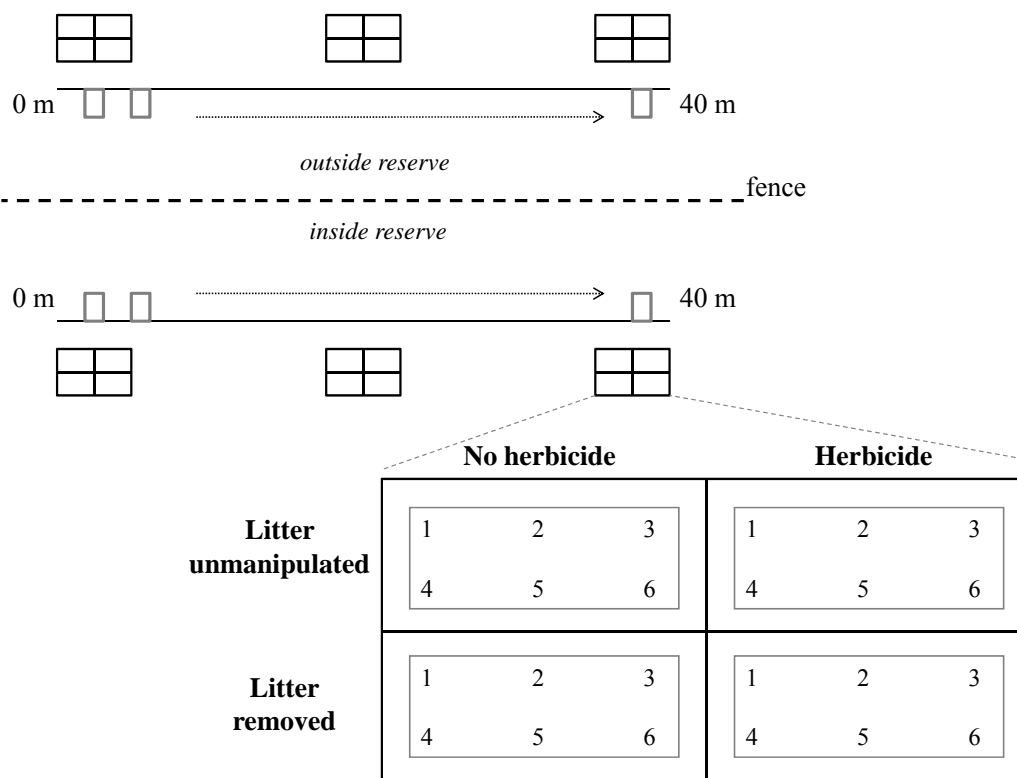 0 m
40 m
outside reserve
fence
inside reserve
0 m
40 m
No herbicide
Herbicide
Litter
unmanipulated
1 2 3
4 5 6
1 2 3
4 5 6
Litter
removed
1 2 3
4 5 6
1 2 3
4 5 6